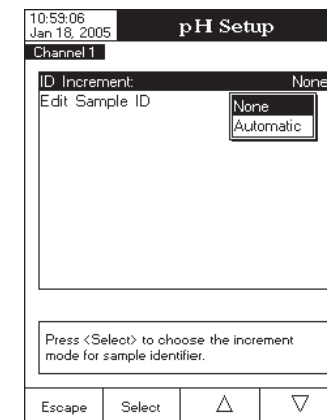 10:59:06
Jan 18, 2005
pH Setup
Channel 1
ID Increment: None
Edit Sample ID
None
Automatic
Press <Select> to choose the increment
mode for sample identifier.
Escape Select △ ▽